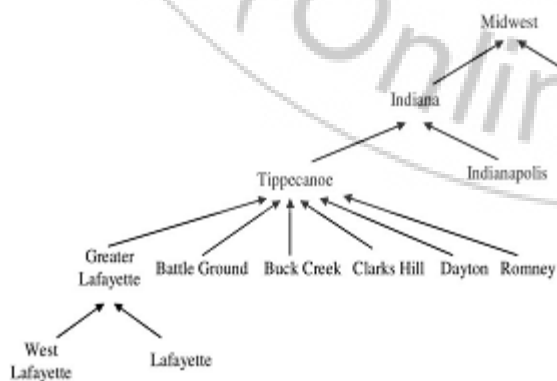 Midwest
Indiana
Indianapolis
Tippecanoe
Greater
Lafayette
Battle Ground
Buck Creek
Clarks Hill
Dayton
Romney
West
Lafayette
Lafayette